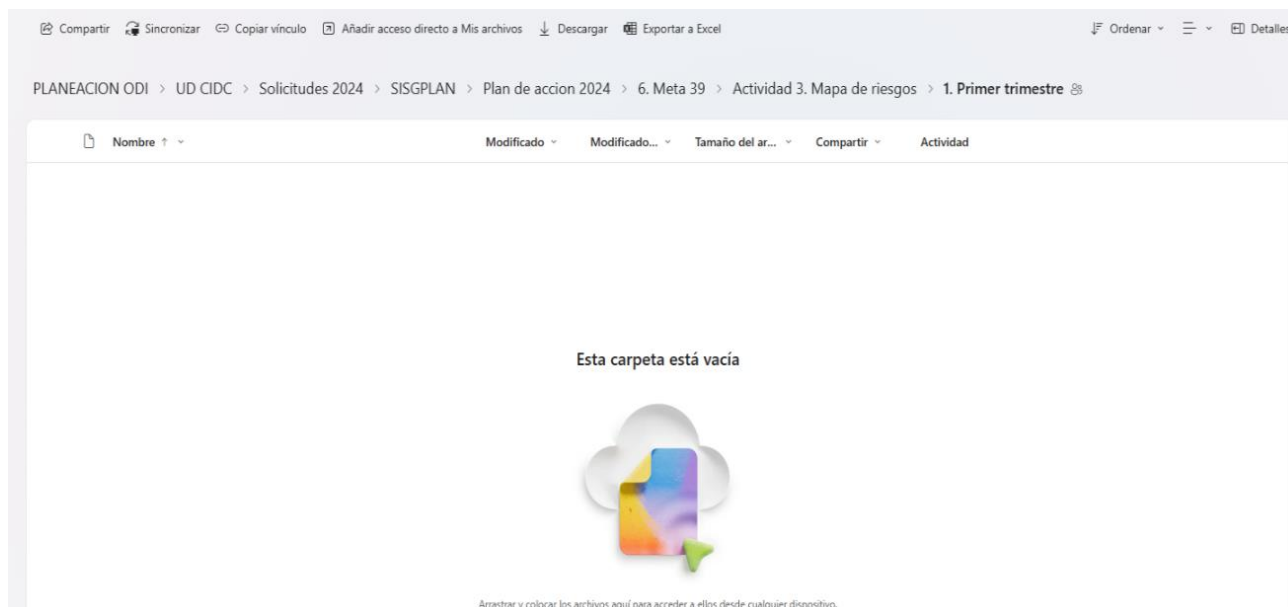 Compartir Sincronizar Copiar vínculo Añadir acceso directo a Mis archivos Descargar Exportar a Excel Ordenar Detalles
PLANEACION ODI > UD CIDC > Solicitudes 2024 > SISGPLAN > Plan de accion 2024 > 6. Meta 39 > Actividad 3. Mapa de riesgos > 1. Primer trimestre
Nombre Modificado Modificado... Tamaño del ar... Compartir Actividad
Esta carpeta está vacía
Arrastrar y colocar los archivos aquí para acceder a ellos desde cualquier dispositivo.